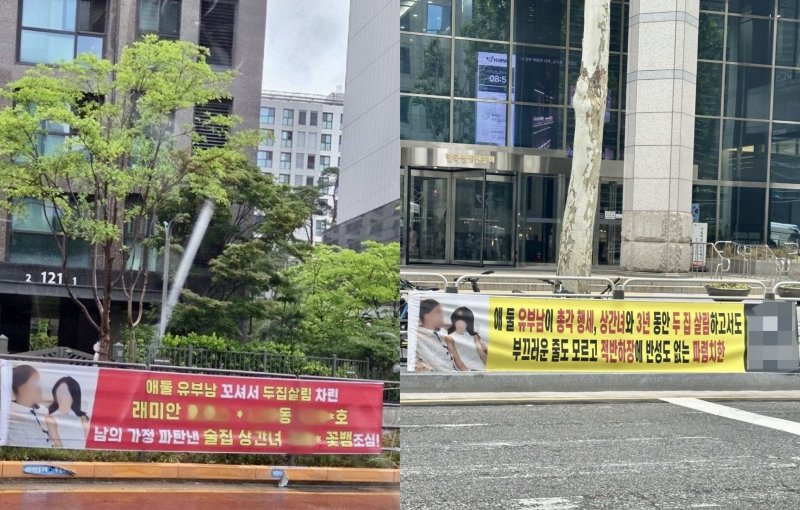 2 121 1
애 둘 유부남 꼬셔서 두집살림 차린
래미안 * 동 * 호
남의 가정 파탄낸 술집 상간녀 * 꽃뱀조심!
08:5
애 둘 유부남이 총각 행세, 상간녀와 3년 동안 두 집 살림하고서도
부끄러운 줄도 모르고 적반하장에 반성도 없는 파렴치한